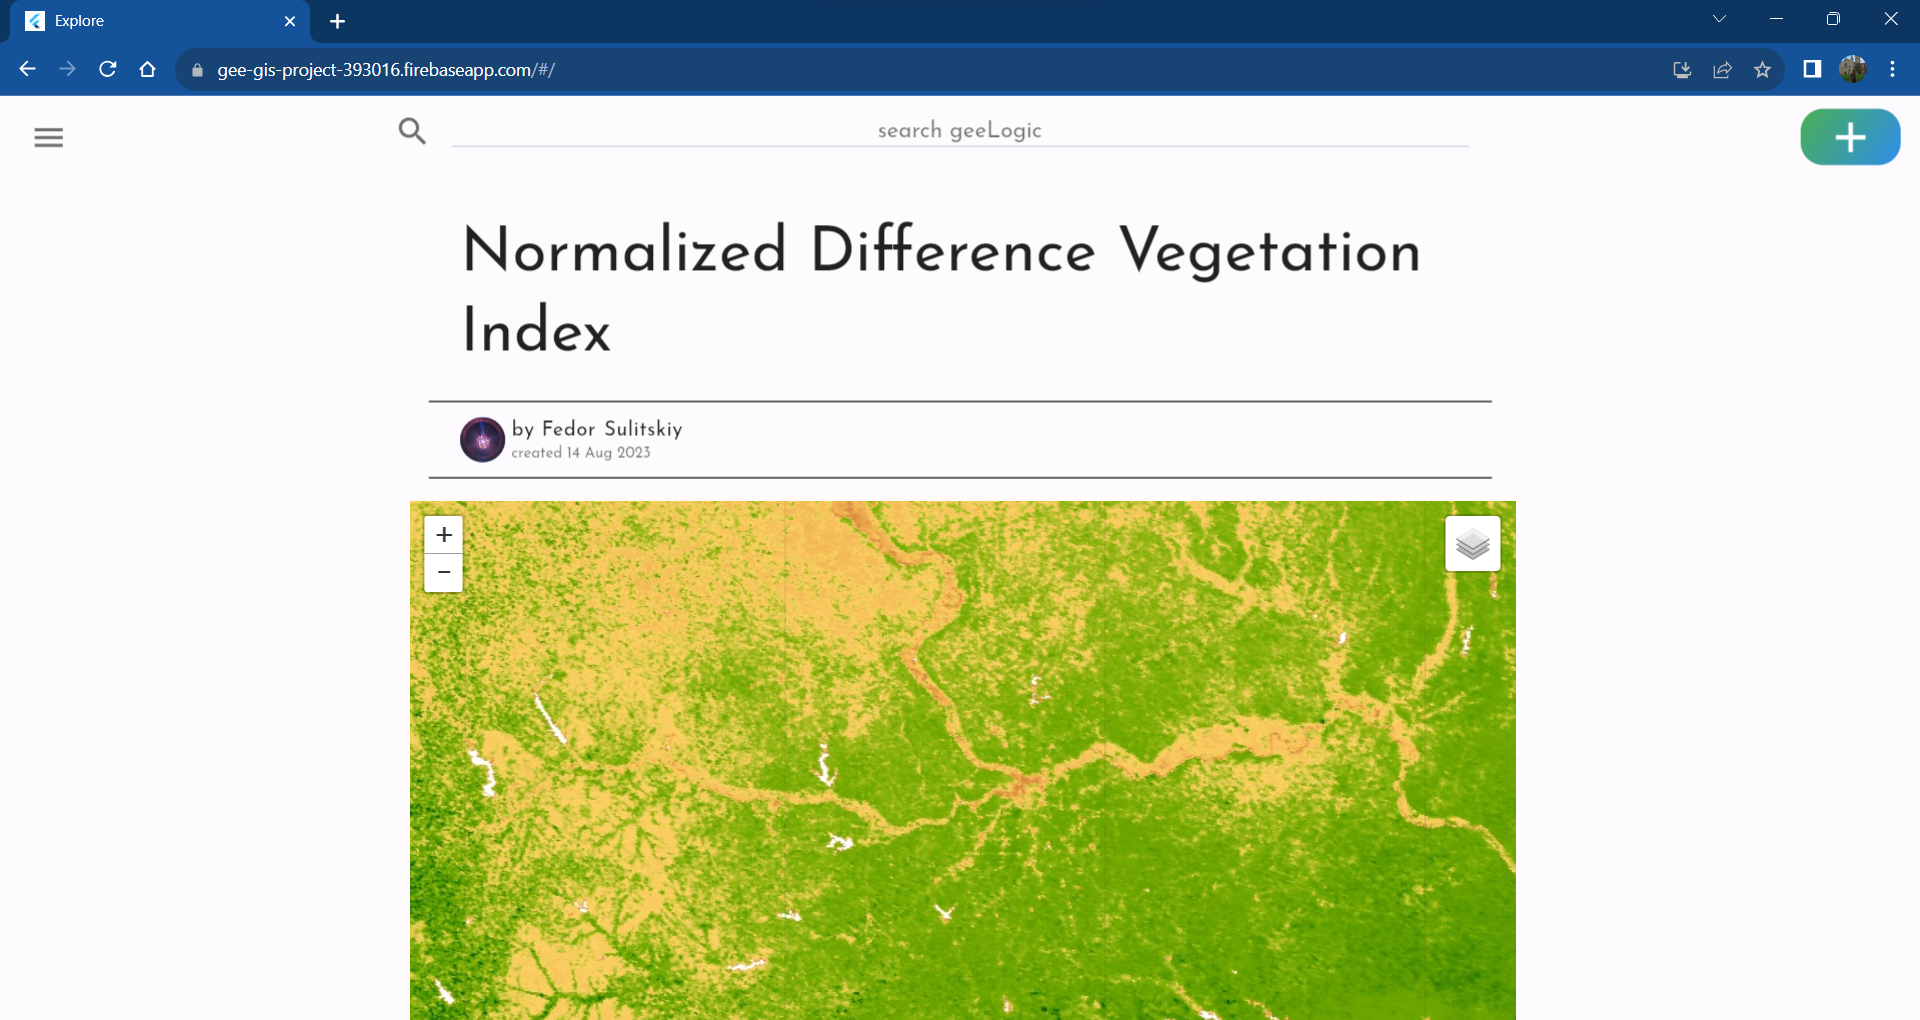 Explore
gee-gis-project-393016.firebaseapp.com/#/
search geeLogic
Normalized Difference Vegetation
Index
by Fedor Sulitskiy
created 14 Aug 2023
+
−